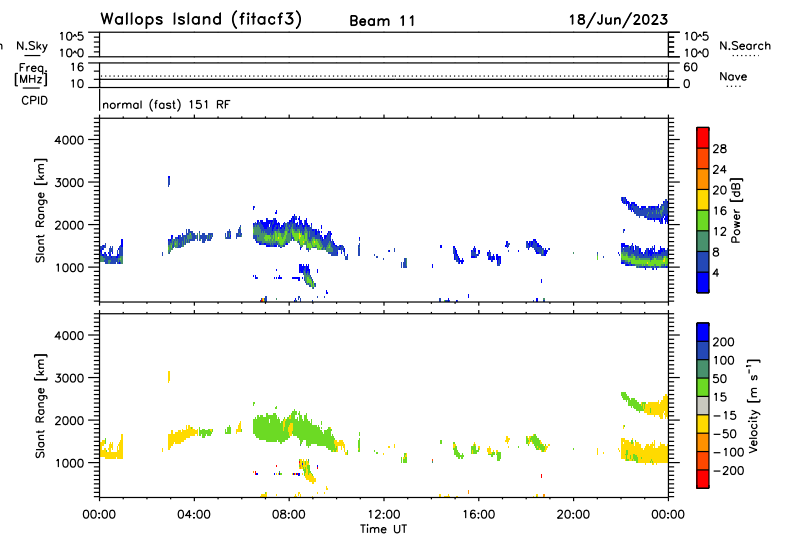 Wallops Island (fitacf3) Beam 11 18/Jun/2023
n N.Sky 10^5 10^5 N.Search
10^0 10^0
Freq. 16 60 Nave
[MHz] 10 0
CPID normal (fast) 151 RF
Slant Range [km]
4000
3000
2000
1000
28
24
20
16
12
8
4
Power [dB]
Slant Range [km]
4000
3000
2000
1000
200
100
50
15
-15
-50
-100
-200
Velocity [m s⁻¹]
00:00 04:00 08:00 12:00 16:00 20:00 00:00
Time UT